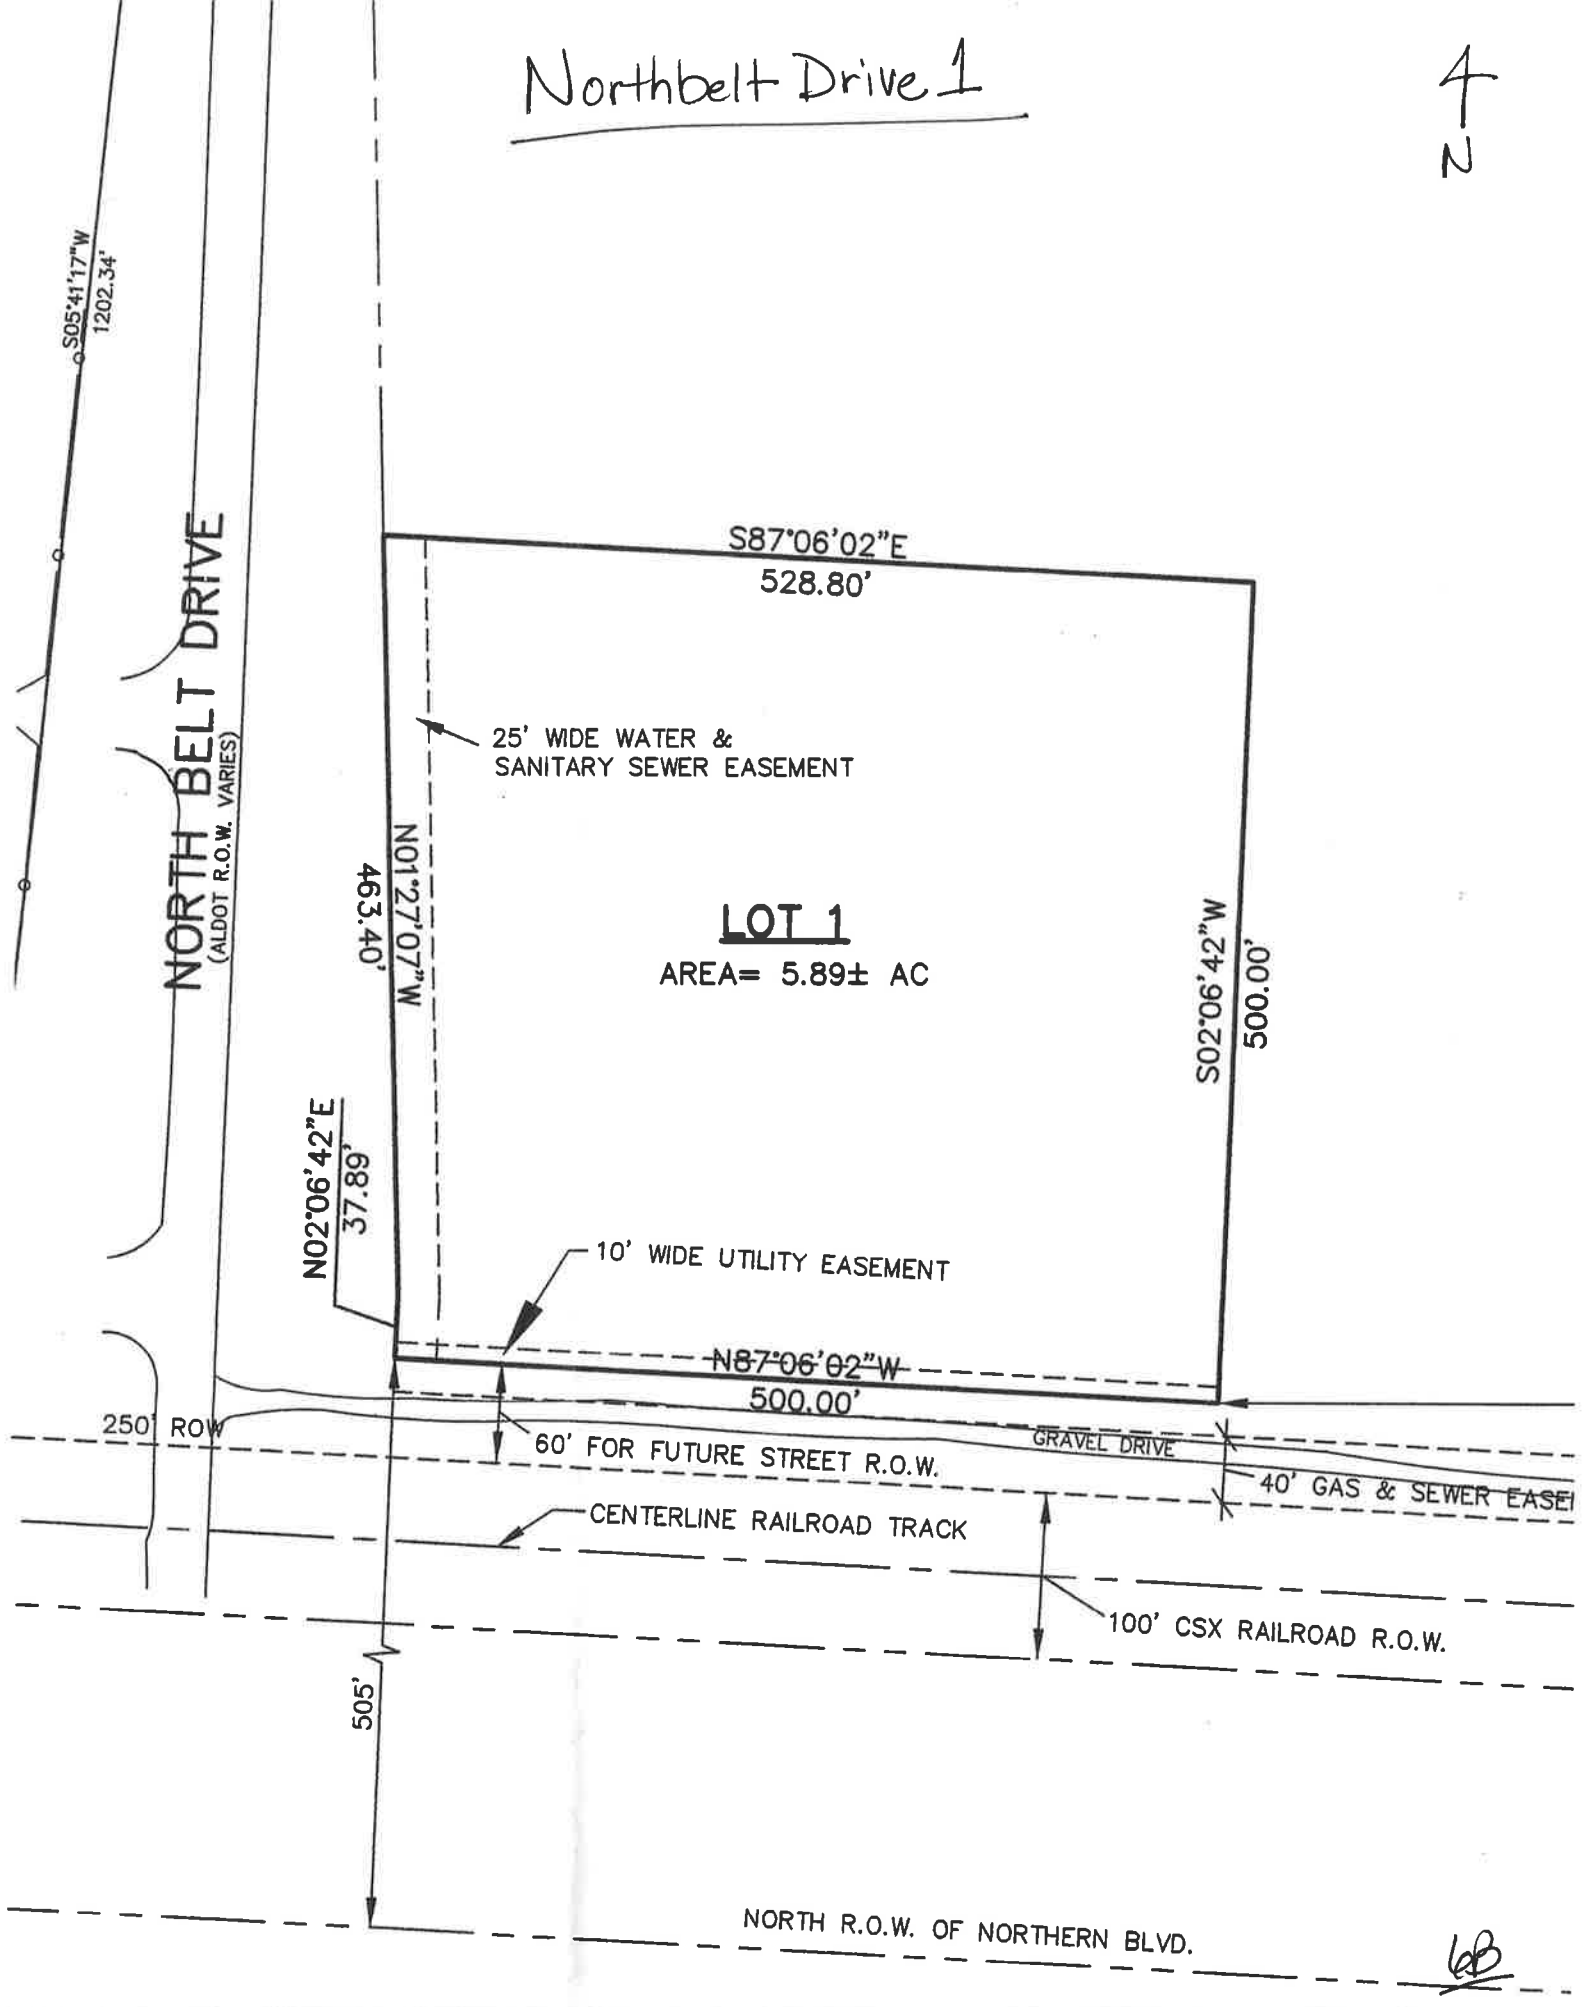 Northbelt Drive 1
N
S05°41'17"W
1202.34'
S87°06'02"E
528.80'
NORTH BELT DRIVE
(ALDOT R.O.W. VARIES)
25' WIDE WATER &
SANITARY SEWER EASEMENT
N01°27'07"W
463.40'
LOT 1
AREA= 5.89± AC
S02°06'42"W
500.00'
N02°06'42"E
37.89'
10' WIDE UTILITY EASEMENT
N87°06'02"W
500.00'
250' ROW
60' FOR FUTURE STREET R.O.W.
GRAVEL DRIVE
40' GAS & SEWER EASE
CENTERLINE RAILROAD TRACK
100' CSX RAILROAD R.O.W.
505'
NORTH R.O.W. OF NORTHERN BLVD.
6B